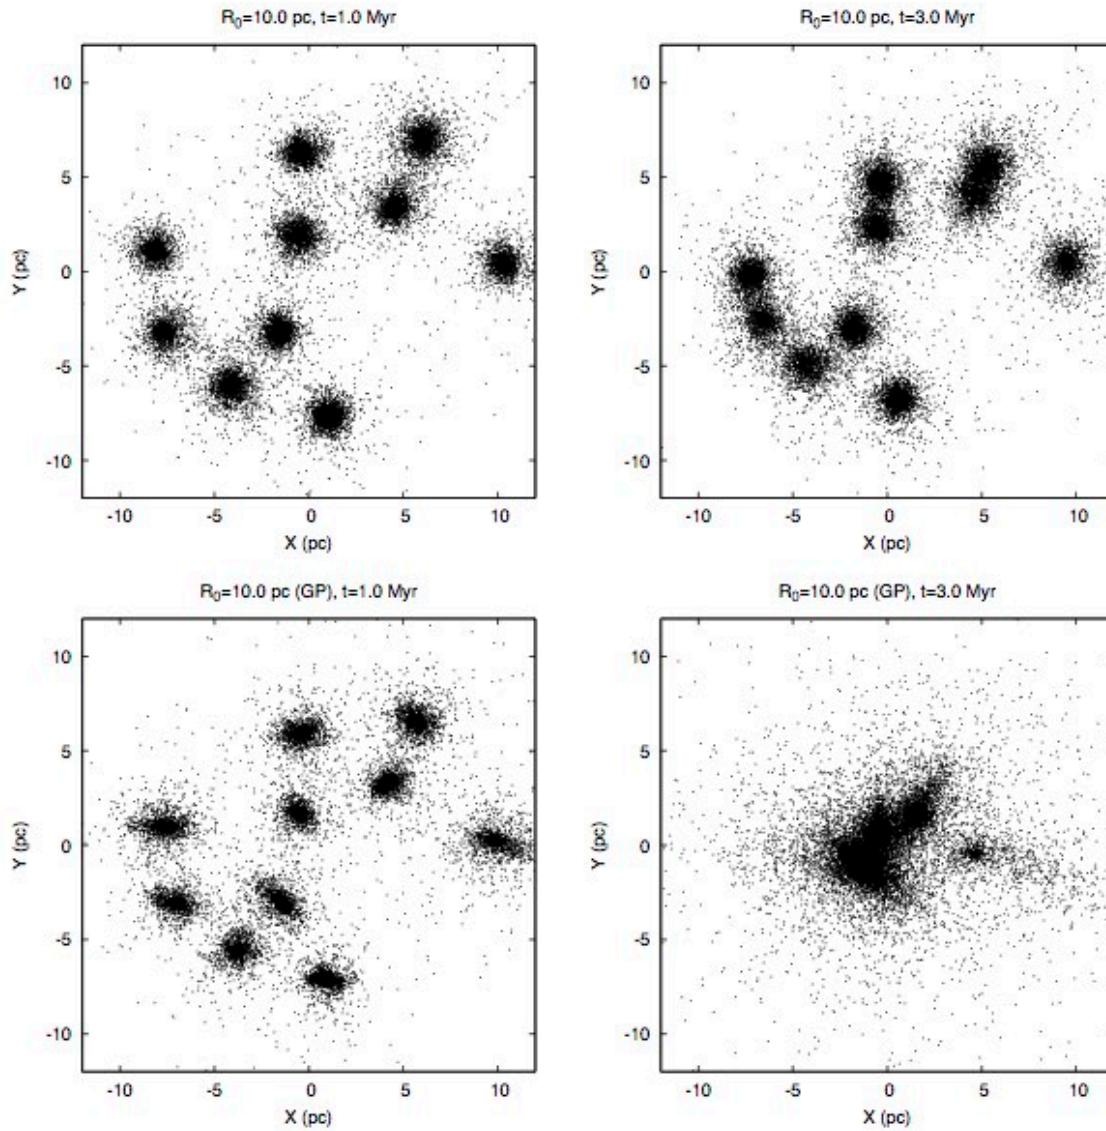 R₀=10.0 pc, t=1.0 Myr
10
5
0
-5
-10
Y (pc)
-10 -5 0 5 10
X (pc)
R₀=10.0 pc, t=3.0 Myr
10
5
0
-5
-10
Y (pc)
-10 -5 0 5 10
X (pc)
R₀=10.0 pc (GP), t=1.0 Myr
10
5
0
-5
-10
Y (pc)
-10 -5 0 5 10
X (pc)
R₀=10.0 pc (GP), t=3.0 Myr
10
5
0
-5
-10
Y (pc)
-10 -5 0 5 10
X (pc)